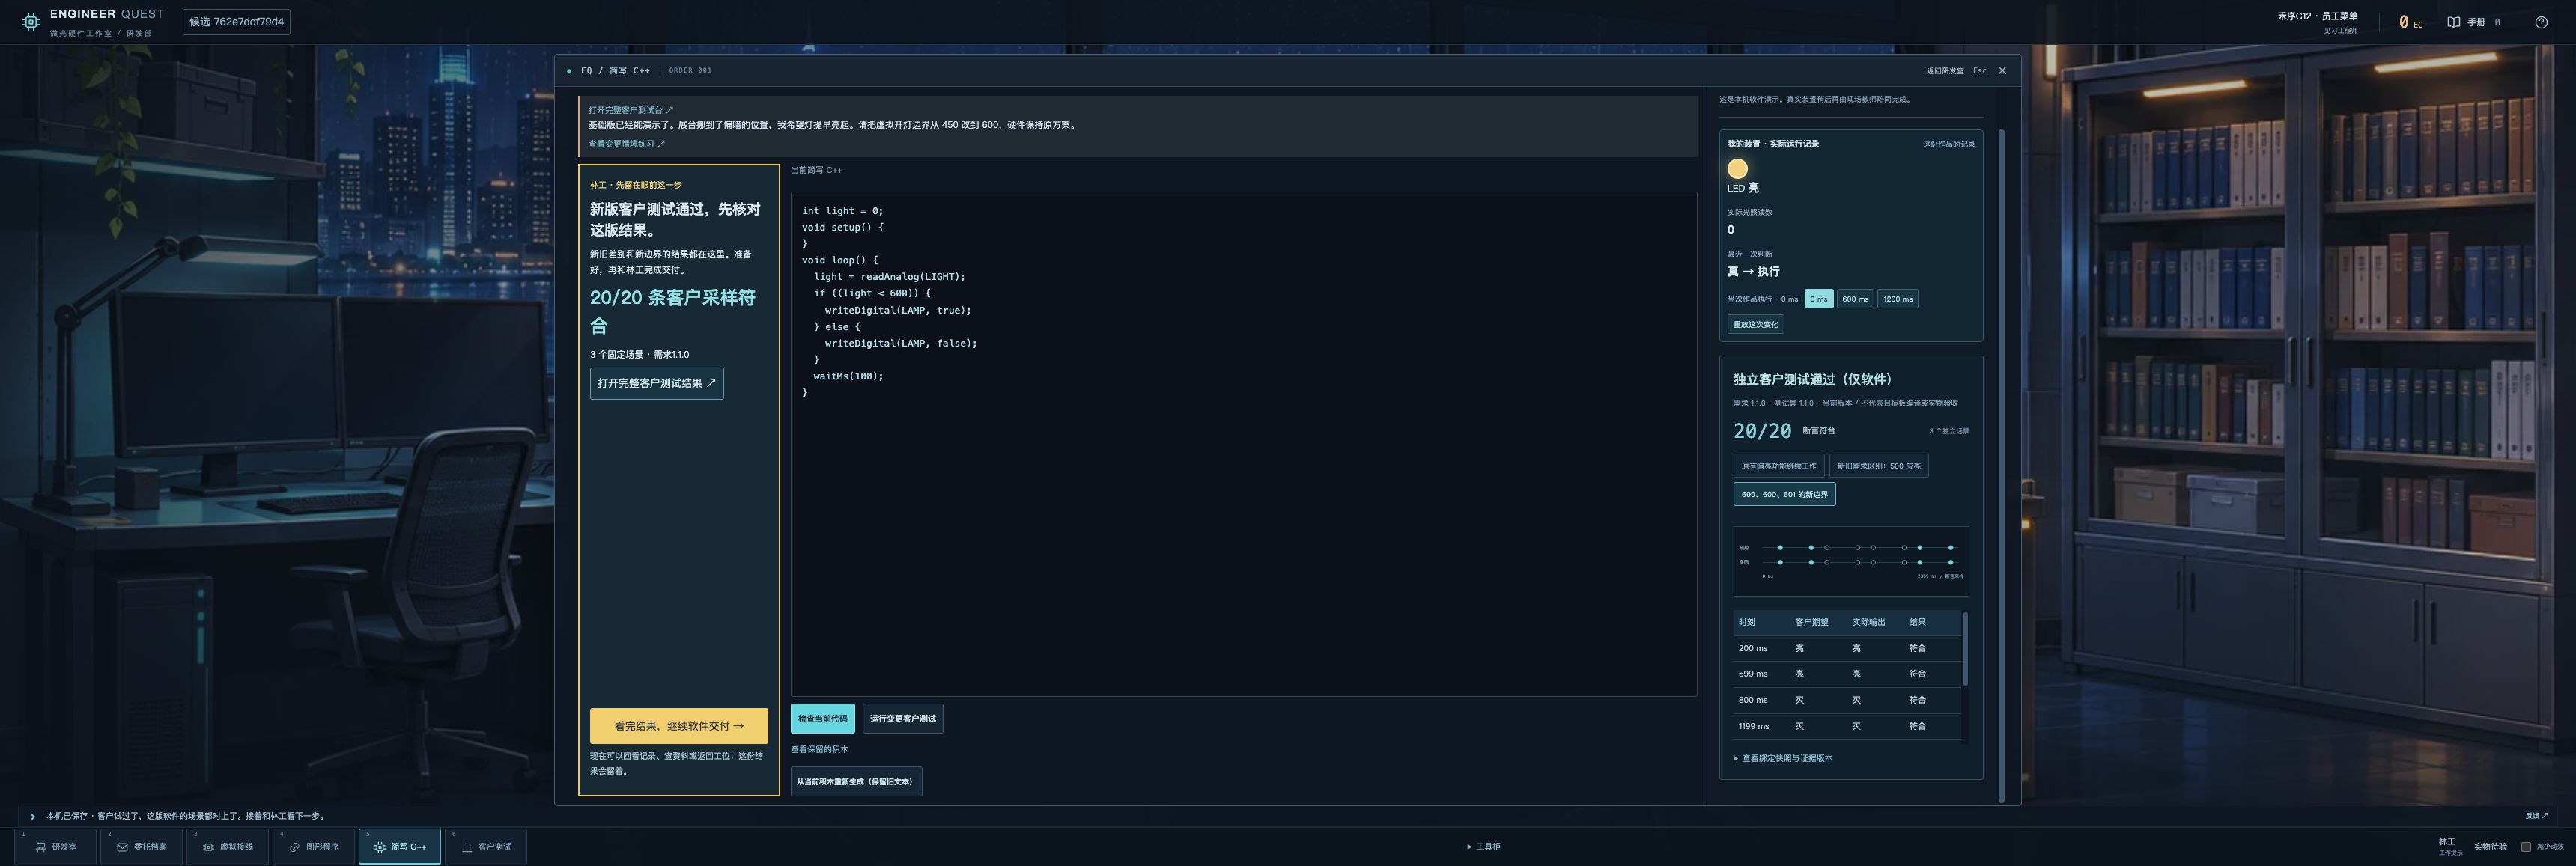 ENGINEER QUEST
微光硬件工作室 / 研发部
候选 762e7dcf79d4
禾序C12 · 员工菜单
见习工程师
0 EC
手册 M
EQ / 简写 C++ ORDER 001
返回研发室 Esc
打开完整客户测试台 ↗
基础版已经能演示了。展台挪到了偏暗的位置，我希望灯提早亮起。请把虚拟开灯边界从 450 改到 600，硬件保持原方案。
查看变更情境练习 ↗
林工 · 先留在眼前这一步
新版客户测试通过，先核对
这版结果。
新旧差别和新边界的结果都在这里。准备
好，再和林工完成交付。
20/20 条客户采样符
合
3 个固定场景 · 需求1.1.0
打开完整客户测试结果 ↗
看完结果，继续软件交付 →
现在可以回看记录、查资料或返回工位；这份结
果会留着。
当前简写 C++
int light = 0;
void setup() {
}
void loop() {
light = readAnalog(LIGHT);
if ((light < 600)) {
writeDigital(LAMP, true);
} else {
writeDigital(LAMP, false);
}
waitMs(100);
}
检查当前代码
运行变更客户测试
查看保留的积木
从当前积木重新生成（保留旧文本）
这是本机软件演示。真实装置稍后再由现场教师陪同完成。
我的装置 · 实际运行记录
这份作品的记录
LED 亮
实际光照读数
0
最近一次判断
真 → 执行
当次作品执行 · 0 ms
0 ms
600 ms
1200 ms
重放这次变化
独立客户测试通过（仅软件）
需求 1.1.0 · 测试集 1.1.0 · 当前版本 / 不代表目标板编译或实物验收
20/20 断言符合
3 个独立场景
原有暗亮功能继续工作
新旧需求区别：500 应亮
599、600、601 的新边界
预期
实际
0 ms
2399 ms / 断言采样
时刻 客户期望 实际输出 结果
200 ms 亮 亮 符合
599 ms 亮 亮 符合
800 ms 灭 灭 符合
1199 ms 灭 灭 符合
▶ 查看绑定快照与证据版本
本机已保存 · 客户试过了，这版软件的场景都对上了。接着和林工看下一步。
反馈 ↗
1 研发室
2 委托档案
3 虚拟接线
4 图形程序
5 简写 C++
6 客户测试
▶ 工具柜
林工
工作提示
实物待验
减少动效